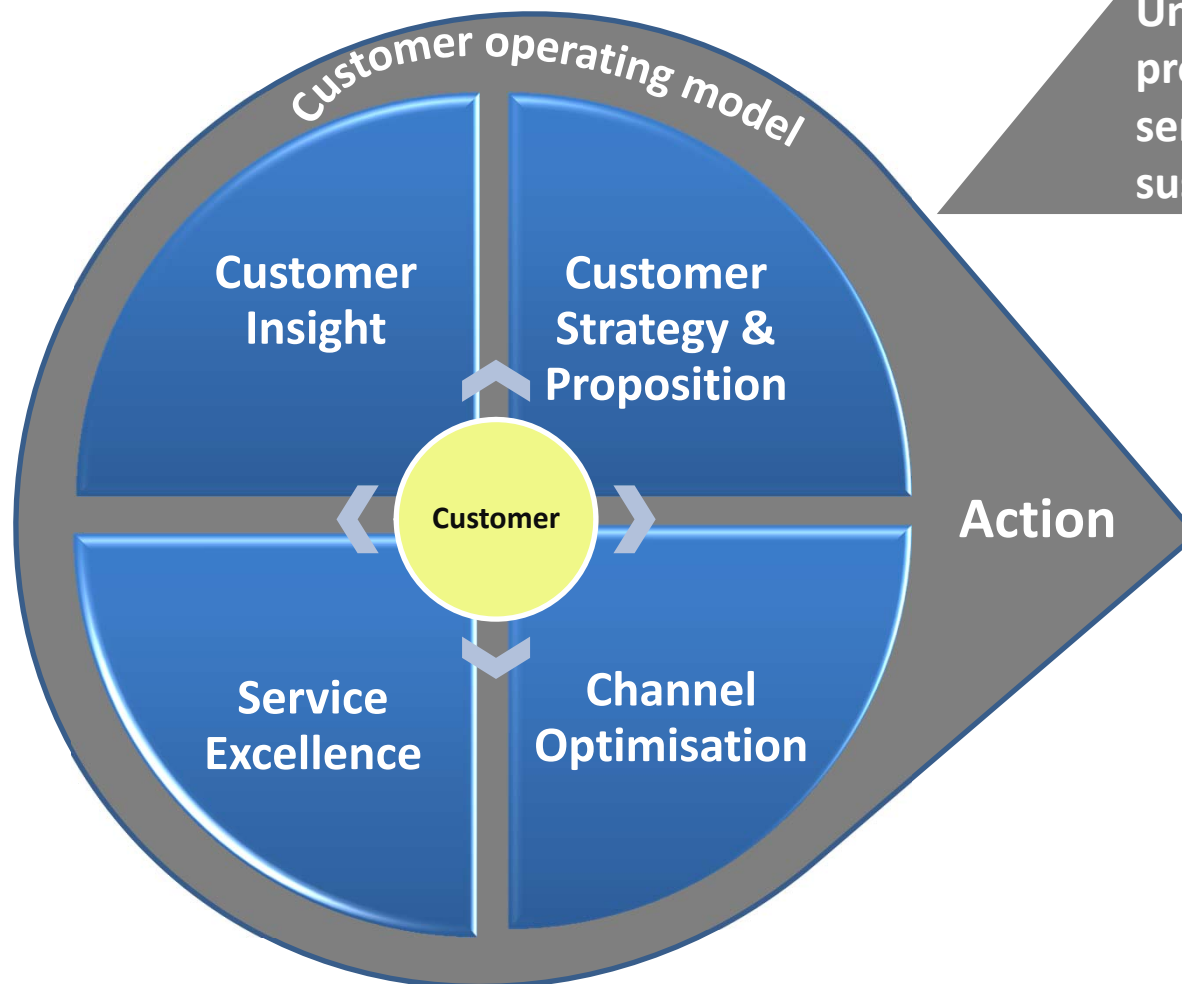 Customer operating model
Customer
Insight
Customer
Strategy &
Proposition
Customer
Action
Service
Excellence
Channel
Optimisation